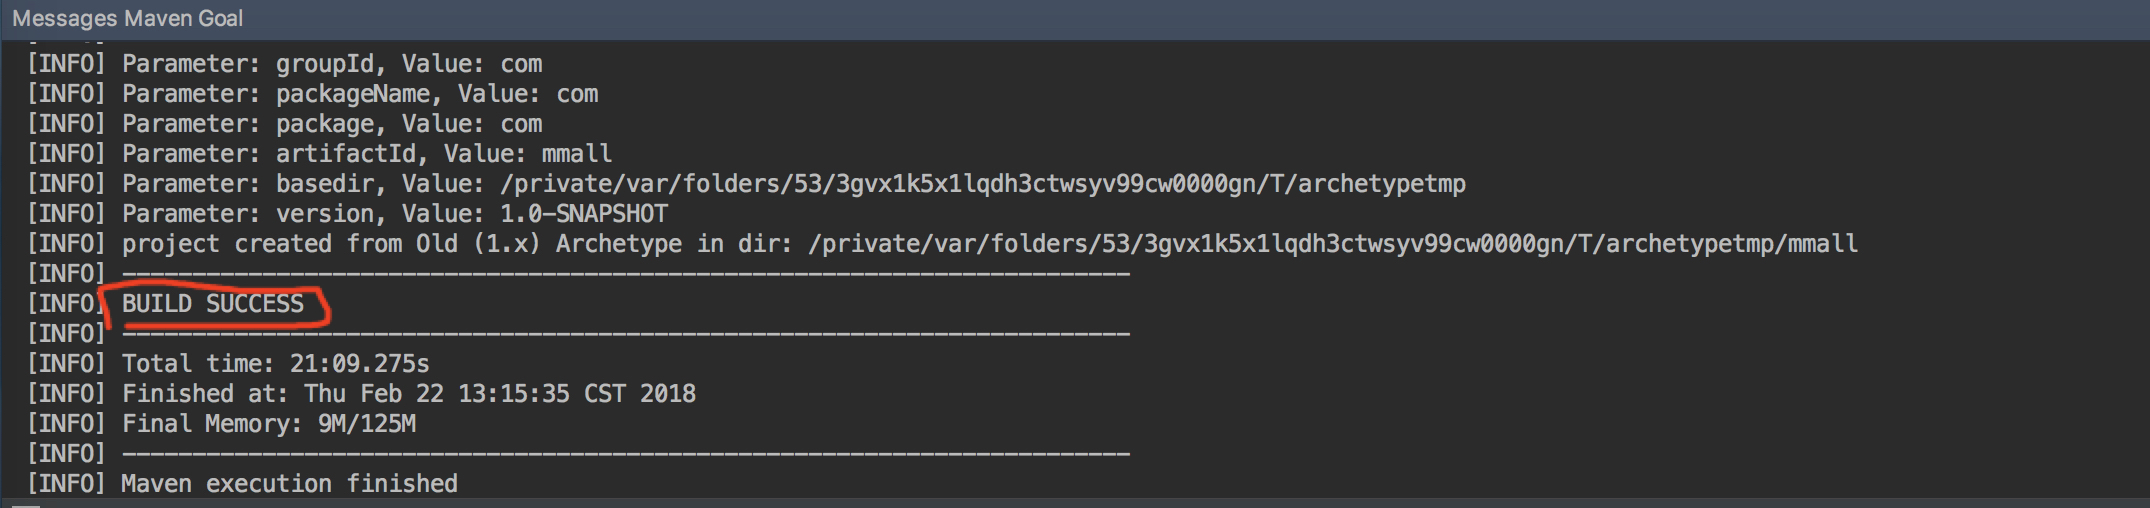 Messages Maven Goal
[INFO] Parameter: groupId, Value: com
[INFO] Parameter: packageName, Value: com
[INFO] Parameter: package, Value: com
[INFO] Parameter: artifactId, Value: mmall
[INFO] Parameter: basedir, Value: /private/var/folders/53/3gvx1k5x1lqdh3ctwsyv99cw0000gn/T/archetypetmp
[INFO] Parameter: version, Value: 1.0-SNAPSHOT
[INFO] project created from Old (1.x) Archetype in dir: /private/var/folders/53/3gvx1k5x1lqdh3ctwsyv99cw0000gn/T/archetypetmp/mmall
[INFO] ------------------------------------------------------------------------
[INFO] BUILD SUCCESS
[INFO] ------------------------------------------------------------------------
[INFO] Total time: 21:09.275s
[INFO] Finished at: Thu Feb 22 13:15:35 CST 2018
[INFO] Final Memory: 9M/125M
[INFO] ------------------------------------------------------------------------
[INFO] Maven execution finished